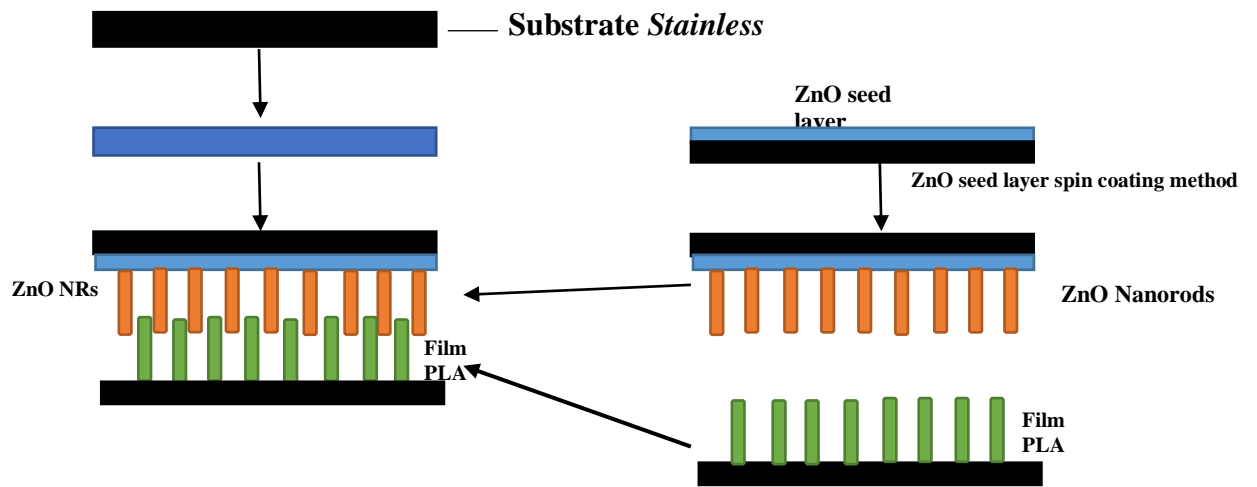 Substrate Stainless
ZnO seed
layer
ZnO seed layer spin coating method
ZnO NRs
ZnO Nanorods
Film
PLA
Film
PLA